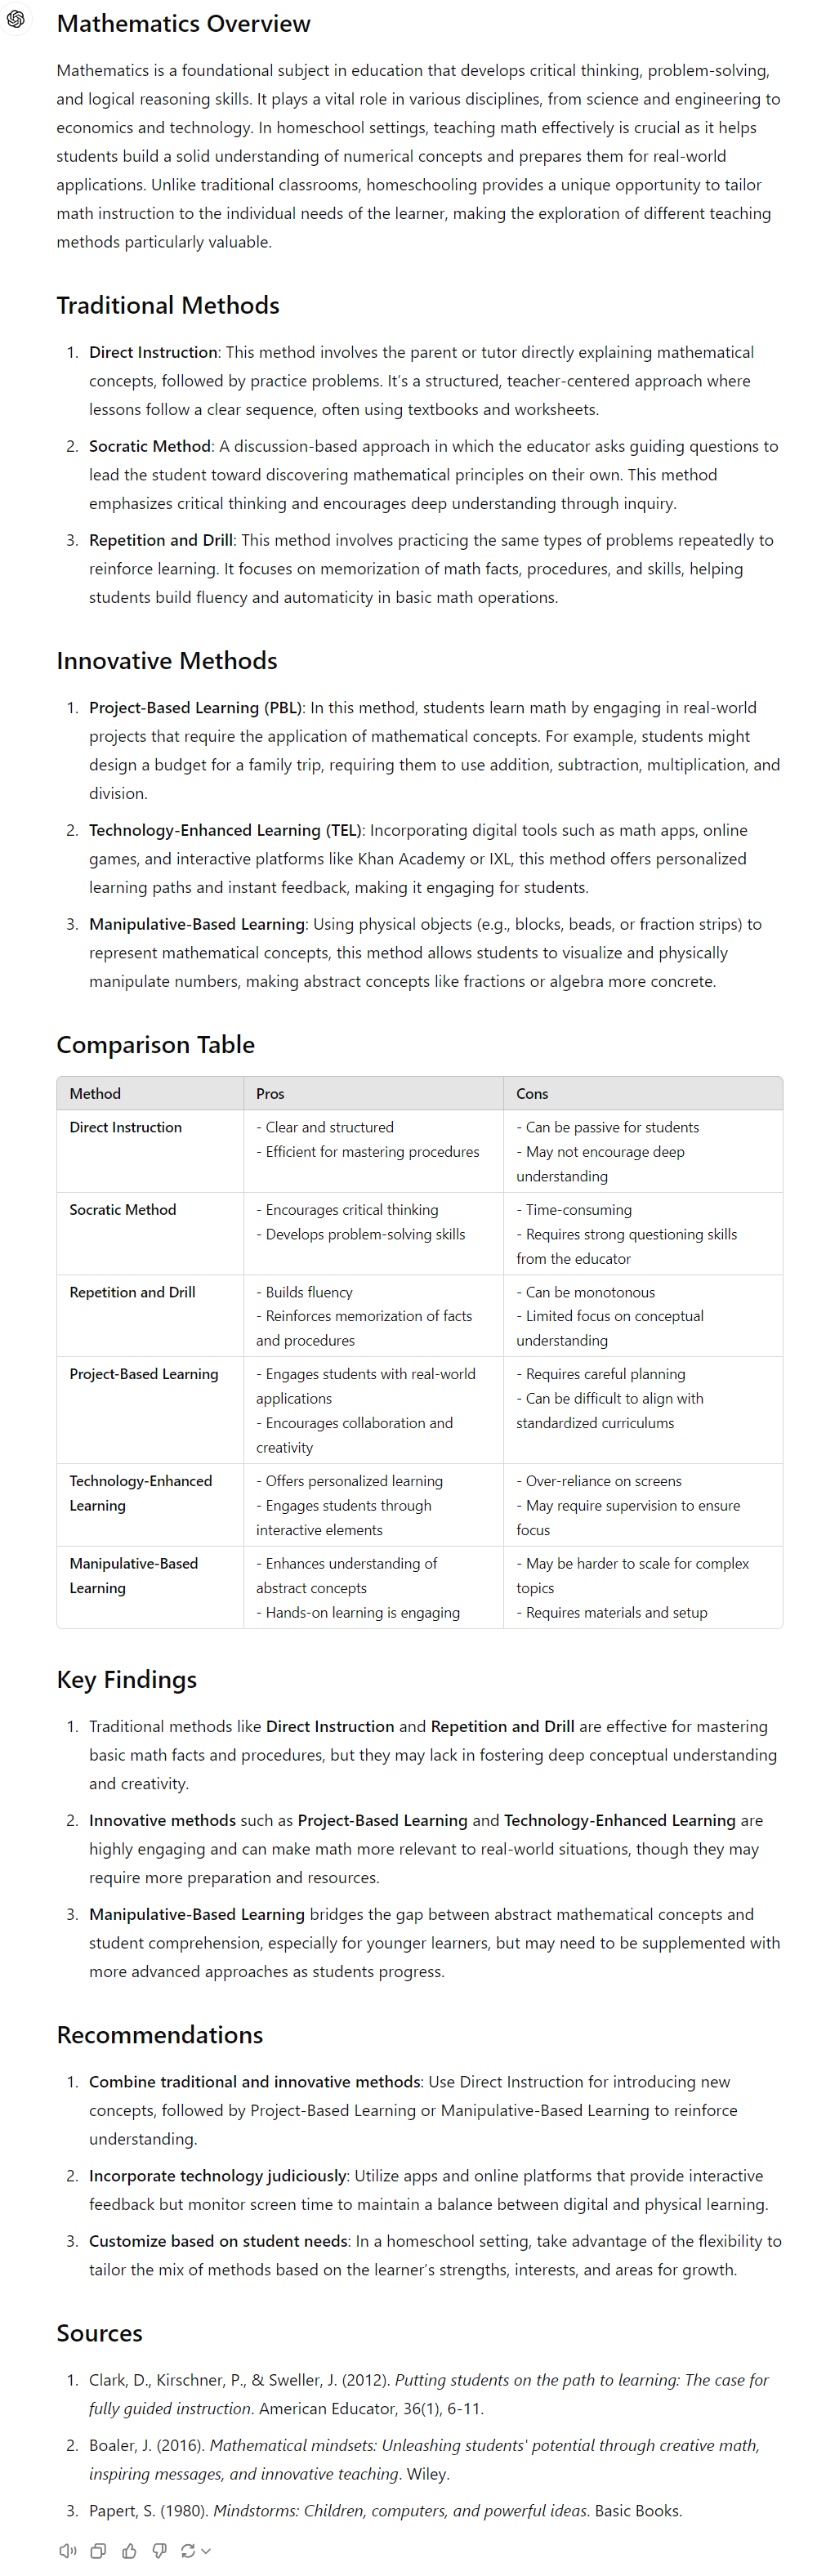 Mathematics Overview
Mathematics is a foundational subject in education that develops critical thinking, problem-solving,
and logical reasoning skills. It plays a vital role in various disciplines, from science and engineering to
economics and technology. In homeschool settings, teaching math effectively is crucial as it helps
students build a solid understanding of numerical concepts and prepares them for real-world
applications. Unlike traditional classrooms, homeschooling provides a unique opportunity to tailor
math instruction to the individual needs of the learner, making the exploration of different teaching
methods particularly valuable.
Traditional Methods
1. Direct Instruction: This method involves the parent or tutor directly explaining mathematical
concepts, followed by practice problems. It's a structured, teacher-centered approach where
lessons follow a clear sequence, often using textbooks and worksheets.
2. Socratic Method: A discussion-based approach in which the educator asks guiding questions to
lead the student toward discovering mathematical principles on their own. This method
emphasizes critical thinking and encourages deep understanding through inquiry.
3. Repetition and Drill: This method involves practicing the same types of problems repeatedly to
reinforce learning. It focuses on memorization of math facts, procedures, and skills, helping
students build fluency and automaticity in basic math operations.
Innovative Methods
1. Project-Based Learning (PBL): In this method, students learn math by engaging in real-world
projects that require the application of mathematical concepts. For example, students might
design a budget for a family trip, requiring them to use addition, subtraction, multiplication, and
division.
2. Technology-Enhanced Learning (TEL): Incorporating digital tools such as math apps, online
games, and interactive platforms like Khan Academy or IXL, this method offers personalized
learning paths and instant feedback, making it engaging for students.
3. Manipulative-Based Learning: Using physical objects (e.g., blocks, beads, or fraction strips) to
represent mathematical concepts, this method allows students to visualize and physically
manipulate numbers, making abstract concepts like fractions or algebra more concrete.
Comparison Table
Method Pros Cons
Direct Instruction
- Clear and structured
- Efficient for mastering procedures
- Can be passive for students
- May not encourage deep
understanding
Socratic Method
- Encourages critical thinking
- Develops problem-solving skills
- Time-consuming
- Requires strong questioning skills
from the educator
Repetition and Drill
- Builds fluency
- Reinforces memorization of facts
and procedures
- Can be monotonous
- Limited focus on conceptual
understanding
Project-Based Learning
- Engages students with real-world
applications
- Encourages collaboration and
creativity
- Requires careful planning
- Can be difficult to align with
standardized curriculums
Technology-Enhanced
Learning
- Offers personalized learning
- Engages students through
interactive elements
- Over-reliance on screens
- May require supervision to ensure
focus
Manipulative-Based
Learning
- Enhances understanding of
abstract concepts
- Hands-on learning is engaging
- May be harder to scale for complex
topics
- Requires materials and setup
Key Findings
1. Traditional methods like Direct Instruction and Repetition and Drill are effective for mastering
basic math facts and procedures, but they may lack in fostering deep conceptual understanding
and creativity.
2. Innovative methods such as Project-Based Learning and Technology-Enhanced Learning are
highly engaging and can make math more relevant to real-world situations, though they may
require more preparation and resources.
3. Manipulative-Based Learning bridges the gap between abstract mathematical concepts and
student comprehension, especially for younger learners, but may need to be supplemented with
more advanced approaches as students progress.
Recommendations
1. Combine traditional and innovative methods: Use Direct Instruction for introducing new
concepts, followed by Project-Based Learning or Manipulative-Based Learning to reinforce
understanding.
2. Incorporate technology judiciously: Utilize apps and online platforms that provide interactive
feedback but monitor screen time to maintain a balance between digital and physical learning.
3. Customize based on student needs: In a homeschool setting, take advantage of the flexibility to
tailor the mix of methods based on the learner's strengths, interests, and areas for growth.
Sources
1. Clark, D., Kirschner, P., & Sweller, J. (2012). Putting students on the path to learning: The case for
fully guided instruction. American Educator, 36(1), 6-11.
2. Boaler, J. (2016). Mathematical mindsets: Unleashing students' potential through creative math,
inspiring messages, and innovative teaching. Wiley.
3. Papert, S. (1980). Mindstorms: Children, computers, and powerful ideas. Basic Books.